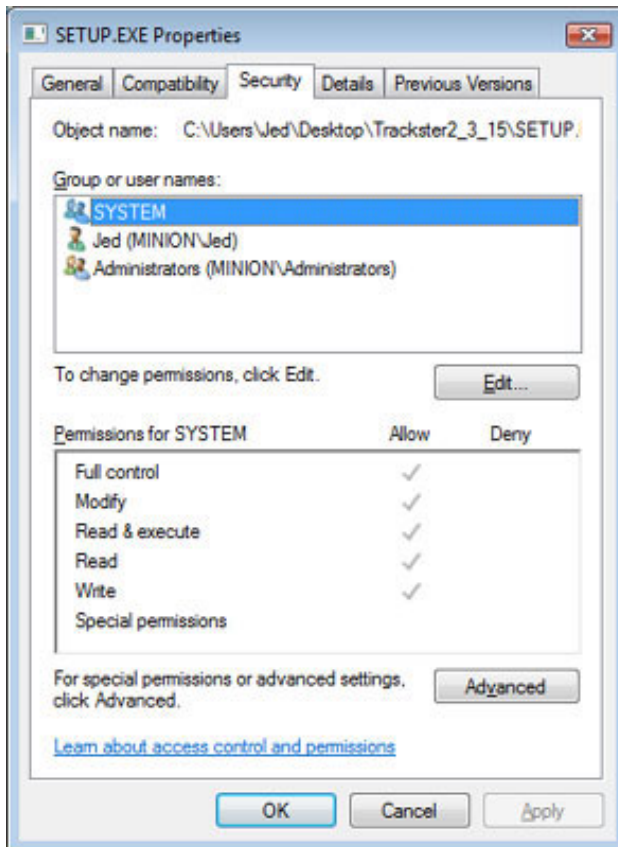 SETUP.EXE Properties
General Compatibility Security Details Previous Versions
Object name: C:\Users\Jed\Desktop\Trackster2_3_15\SETUP.
Group or user names:
SYSTEM
Jed (MINION\Jed)
Administrators (MINION\Administrators)
To change permissions, click Edit.
Edit...
Permissions for SYSTEM Allow Deny
Full control
Modify
Read & execute
Read
Write
Special permissions
For special permissions or advanced settings,
click Advanced.
Advanced
Learn about access control and permissions
OK Cancel Apply